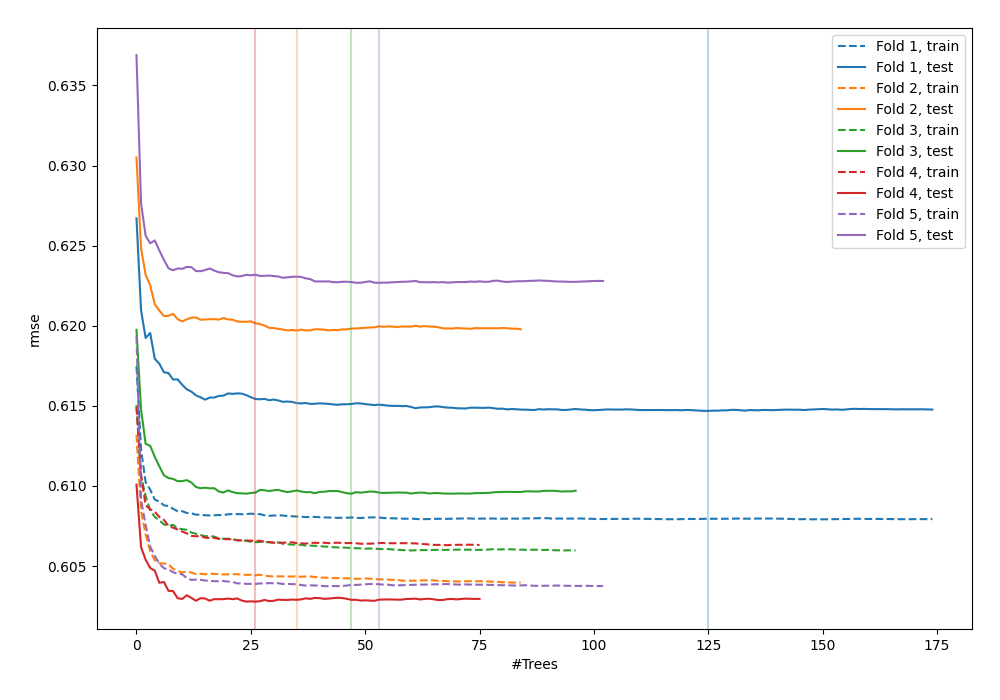 Fold 1, train
Fold 1, test
Fold 2, train
Fold 2, test
Fold 3, train
Fold 3, test
Fold 4, train
Fold 4, test
Fold 5, train
Fold 5, test
rmse
0.635
0.630
0.625
0.620
0.615
0.610
0.605
0 25 50 75 100 125 150 175
#Trees